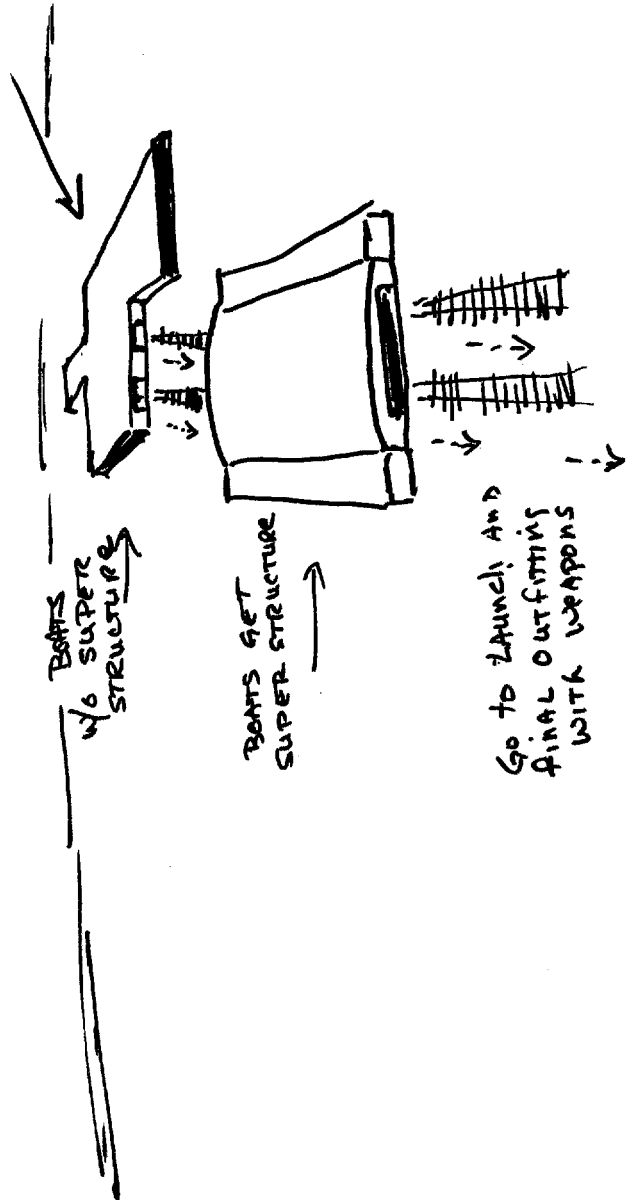 BOATS
w/o SUPER
STRUCTURE
BOATS GET
SUPER STRUCTURE
Go to LAUNCH AND
FINAL OUTFITTING
WITH WEAPONS